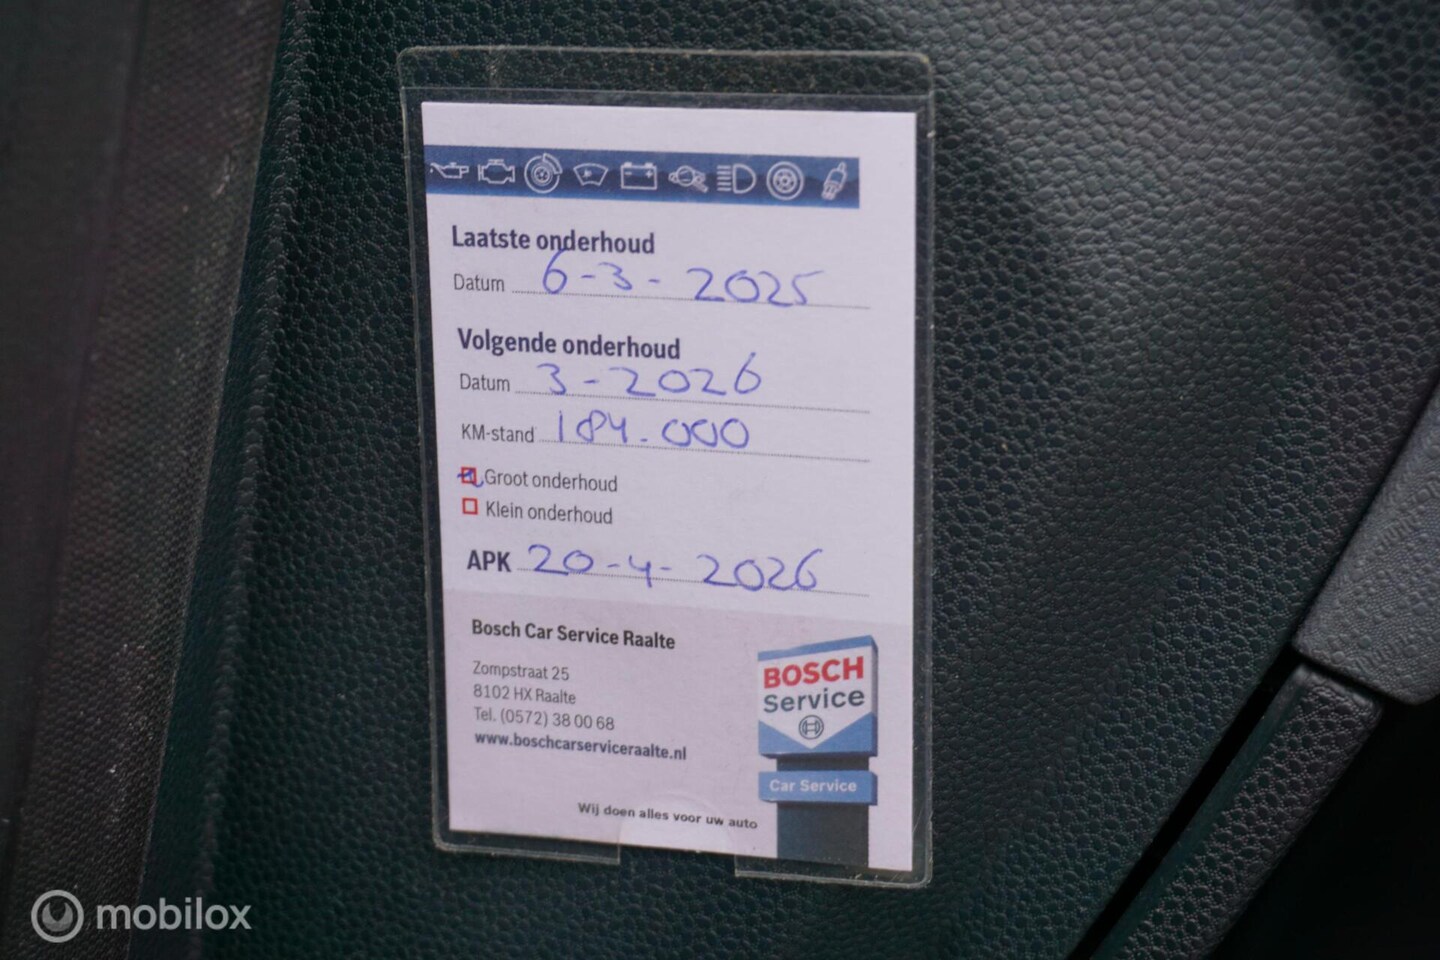 Laatste onderhoud
Datum 6-3-2025
Volgende onderhoud
Datum 3-2026
KM-stand 184.000
Groot onderhoud
Klein onderhoud
APK 20-4-2026
Bosch Car Service Raalte
Zompstraat 25
8102 HX Raalte
Tel. (0572) 38 00 68
www.boschcarserviceraalte.nl
BOSCH
Service
Car Service
Wij doen alles voor uw auto
mobilox